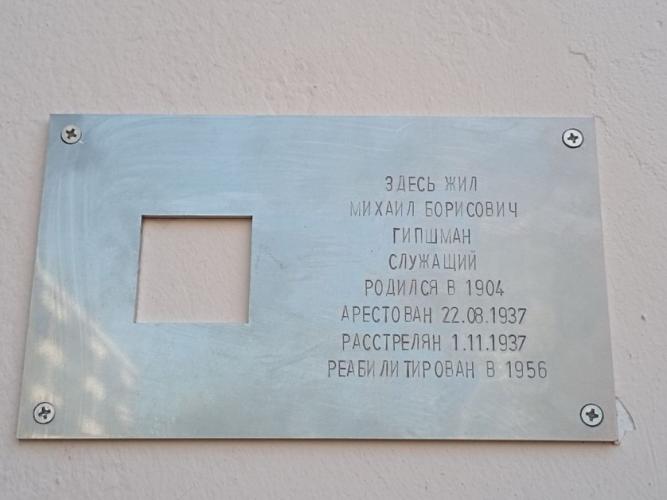 ЗДЕСЬ ЖИЛ
МИХАИЛ БОРИСОВИЧ
ГИПШМАН
СЛУЖАЩИЙ
РОДИЛСЯ В 1904
АРЕСТОВАН 22.08.1937
РАССТРЕЛЯН 1.11.1937
РЕАБИЛИТИРОВАН В 1956